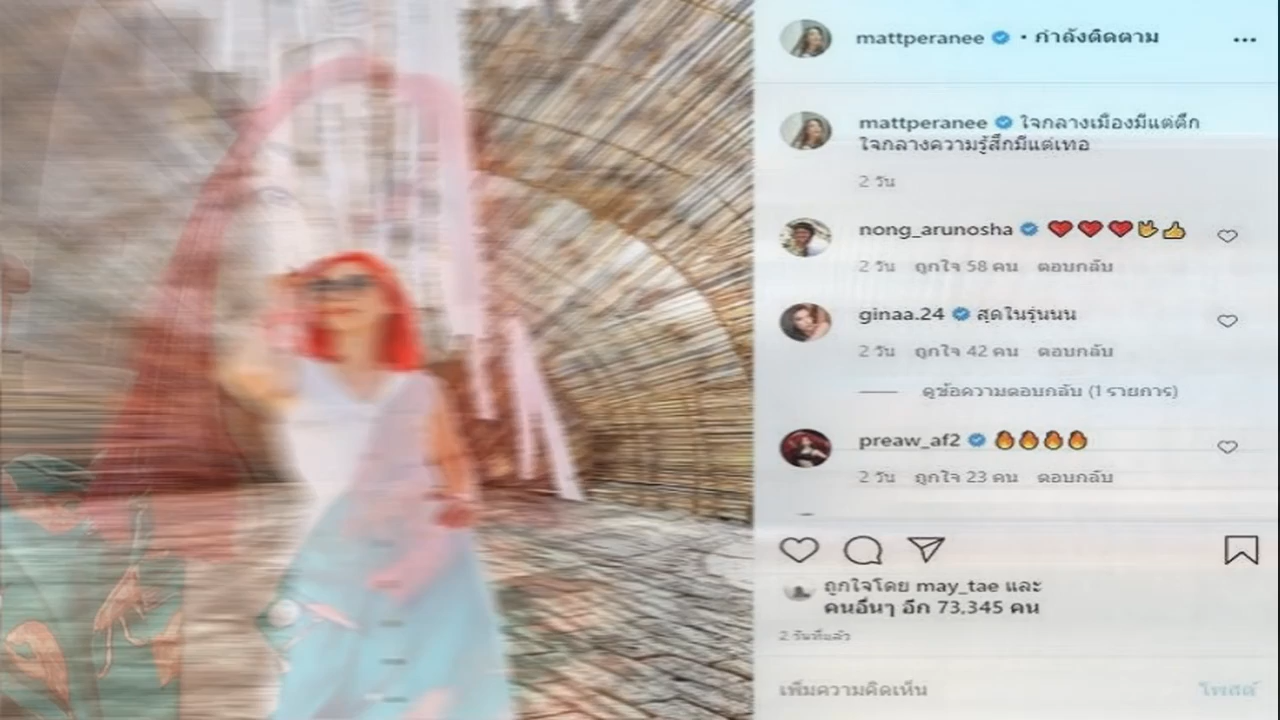 mattperanee • กำลังติดตาม
mattperanee ใจกลางเมืองมีแต่ตึก
ใจกลางความรู้สึกมีแต่เทอ
2 วัน
nong_arunosha ❤️❤️❤️🤟👍
2 วัน ถูกใจ 58 คน ตอบกลับ
ginaa.24 สุดในรุ่นนน
2 วัน ถูกใจ 42 คน ตอบกลับ
ดูข้อความตอบกลับ (1 รายการ)
preaw_af2 🔥🔥🔥🔥
2 วัน ถูกใจ 23 คน ตอบกลับ
ถูกใจโดย may_tae และ
คนอื่นๆ อีก 73,345 คน
2 วันที่แล้ว
เพิ่มความคิดเห็น โพสต์